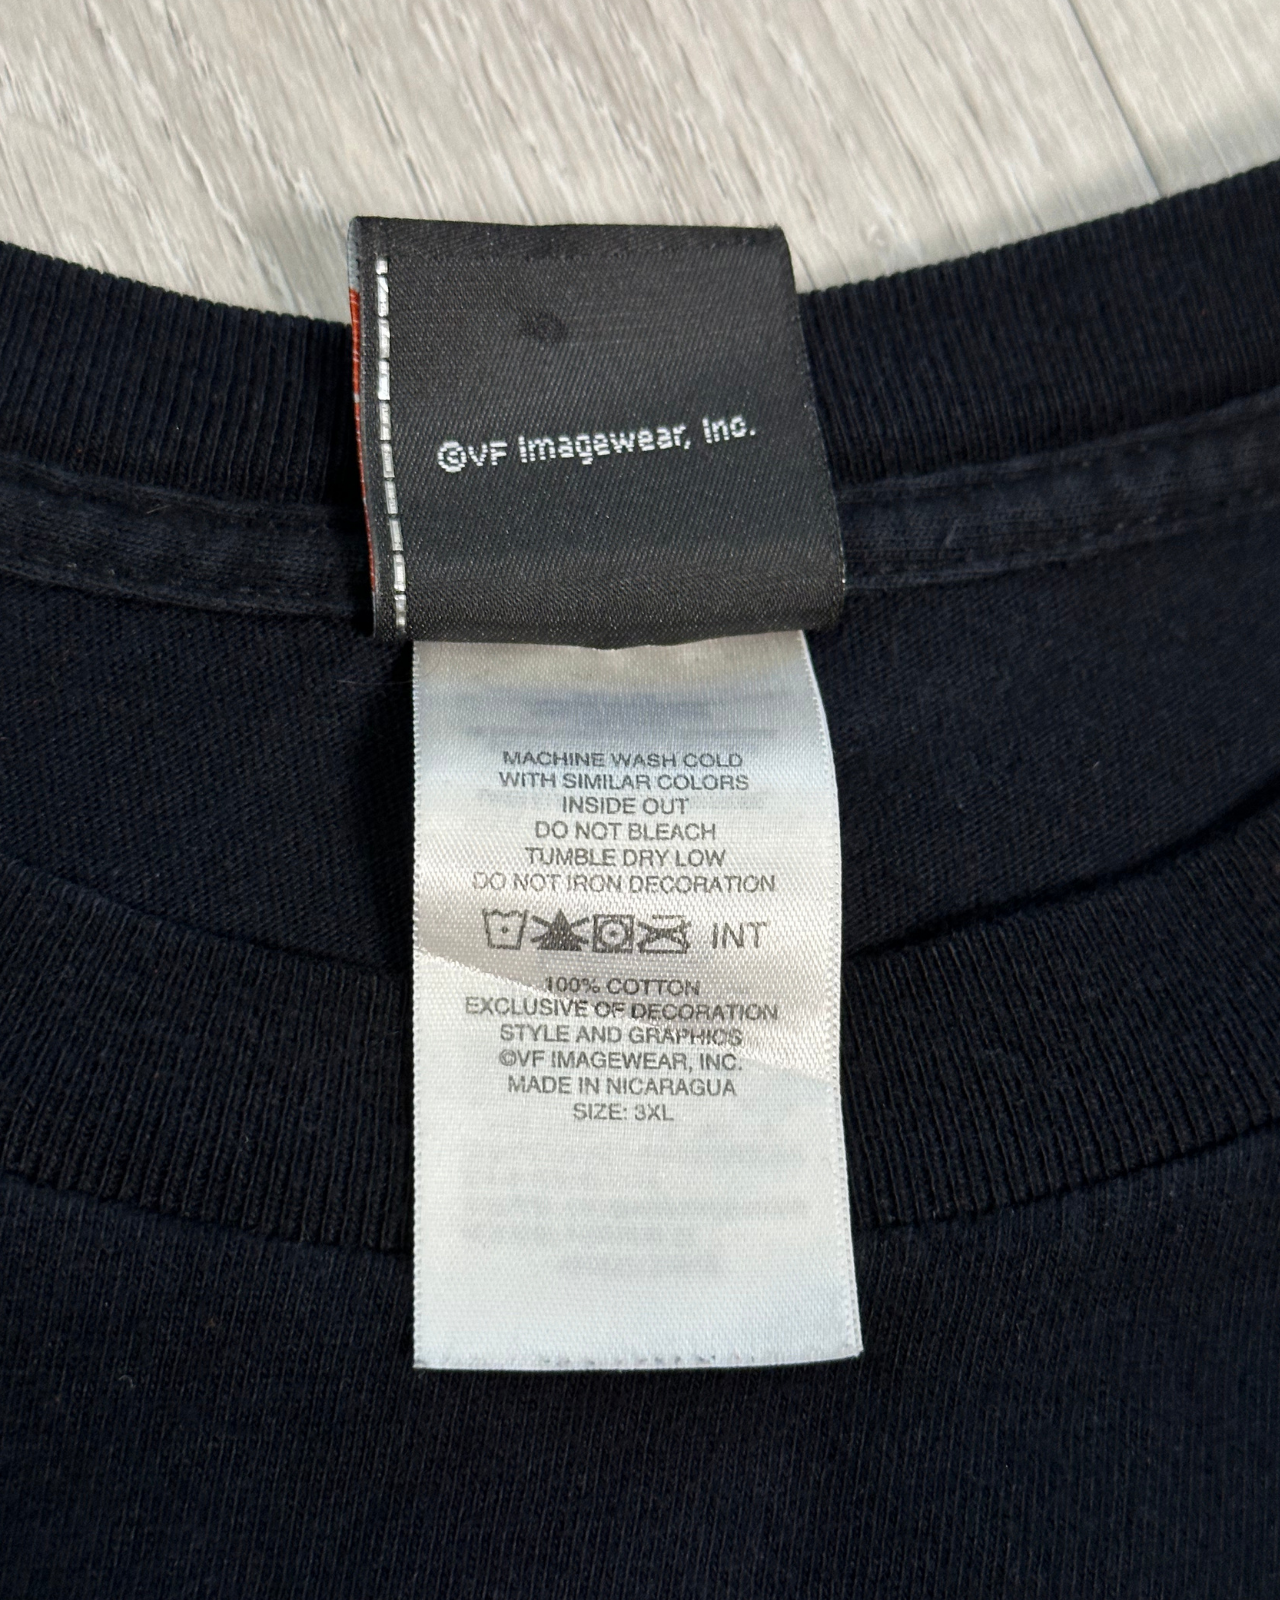 ©VF Imagewear, Inc.
MACHINE WASH COLD
WITH SIMILAR COLORS
INSIDE OUT
DO NOT BLEACH
TUMBLE DRY LOW
DO NOT IRON DECORATION
INT
100% COTTON
EXCLUSIVE OF DECORATION
STYLE AND GRAPHICS
©VF IMAGEWEAR, INC.
MADE IN NICARAGUA
SIZE: 3XL